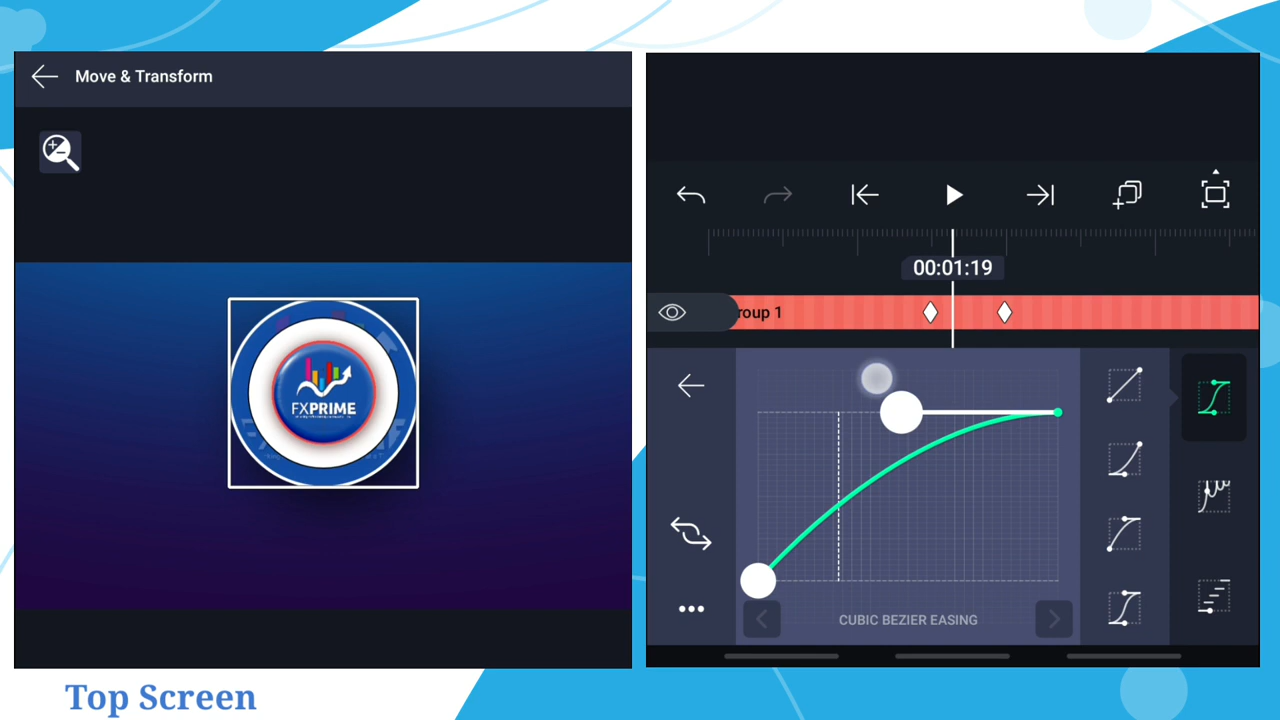 Move & Transform
FXPRIME
00:01:19
roup 1
CUBIC BEZIER EASING
Top Screen